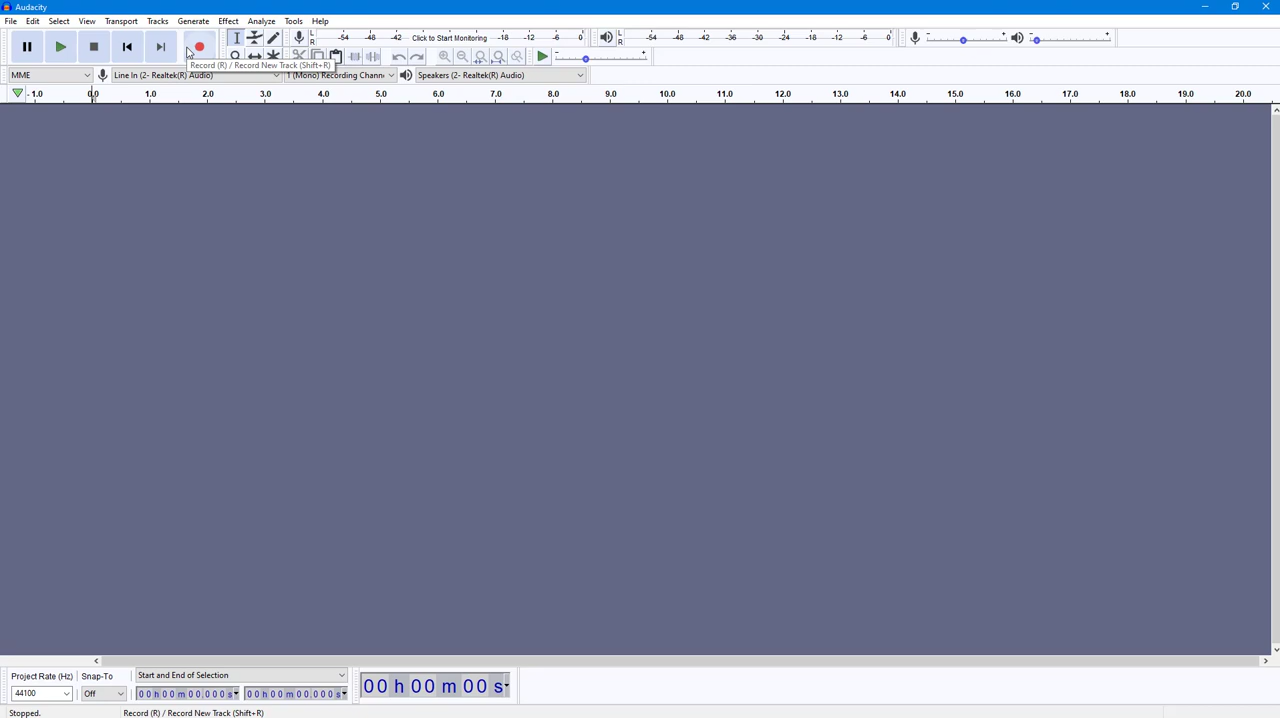 Audacity
File Edit Select View Transport Tracks Generate Effect Analyze Tools Help
L
R
-54 -48 -42 Click to Start Monitoring -18 -12 -6 0
L
R
-54 -48 -42 -36 -30 -24 -18 -12 -6 0
- +
- +
- +
Record (R) / Record New Track (Shift+R)
MME
Line In (2- Realtek(R) Audio)
1 (Mono) Recording Chann
Speakers (2- Realtek(R) Audio)
- 1.0 0.0 1.0 2.0 3.0 4.0 5.0 6.0 7.0 8.0 9.0 10.0 11.0 12.0 13.0 14.0 15.0 16.0 17.0 18.0 19.0 20.0
Project Rate (Hz) Snap-To Start and End of Selection
44100 Off 00 h 00 m 00.000 s 00 h 00 m 00.000 s
00 h 00 m 00 s
Stopped. Record (R) / Record New Track (Shift+R)